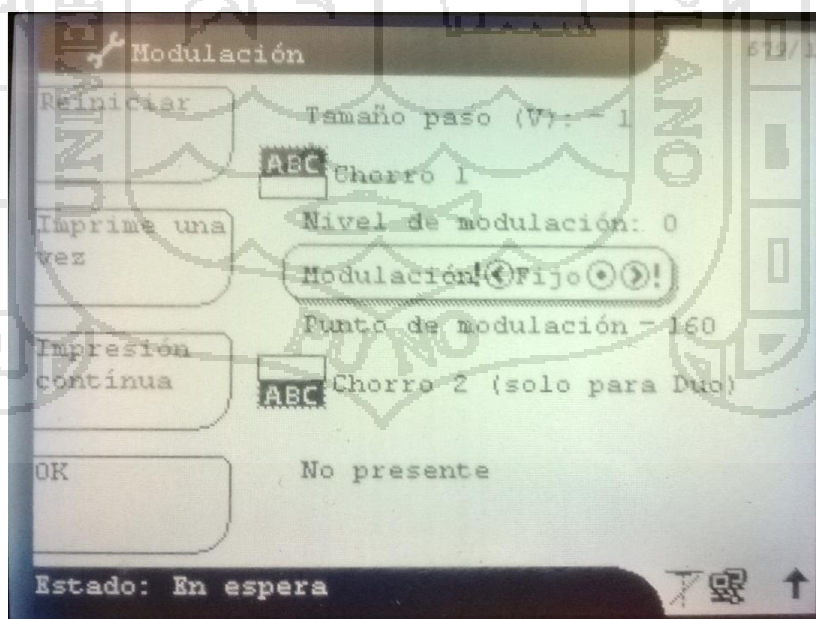 Modulación
Reiniciar
Tamaño paso (V): - 1
ABC Chorro 1
Imprime una
vez
Nivel de modulación: 0
Modulación Fijo
Punto de modulación - 160
Impresión
contínua
ABC Chorro 2 (solo para Duo)
OK
No presente
Estado: En espera